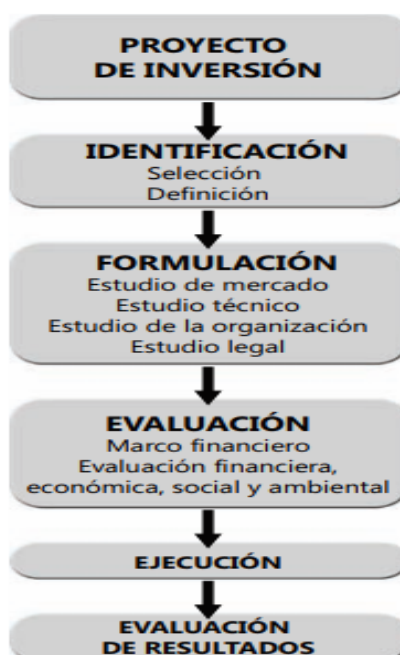 PROYECTO
DE INVERSIÓN
IDENTIFICACIÓN
Selección
Definición
FORMULACIÓN
Estudio de mercado
Estudio técnico
Estudio de la organización
Estudio legal
EVALUACIÓN
Marco financiero
Evaluación financiera,
económica, social y ambiental
EJECUCIÓN
EVALUACIÓN
DE RESULTADOS